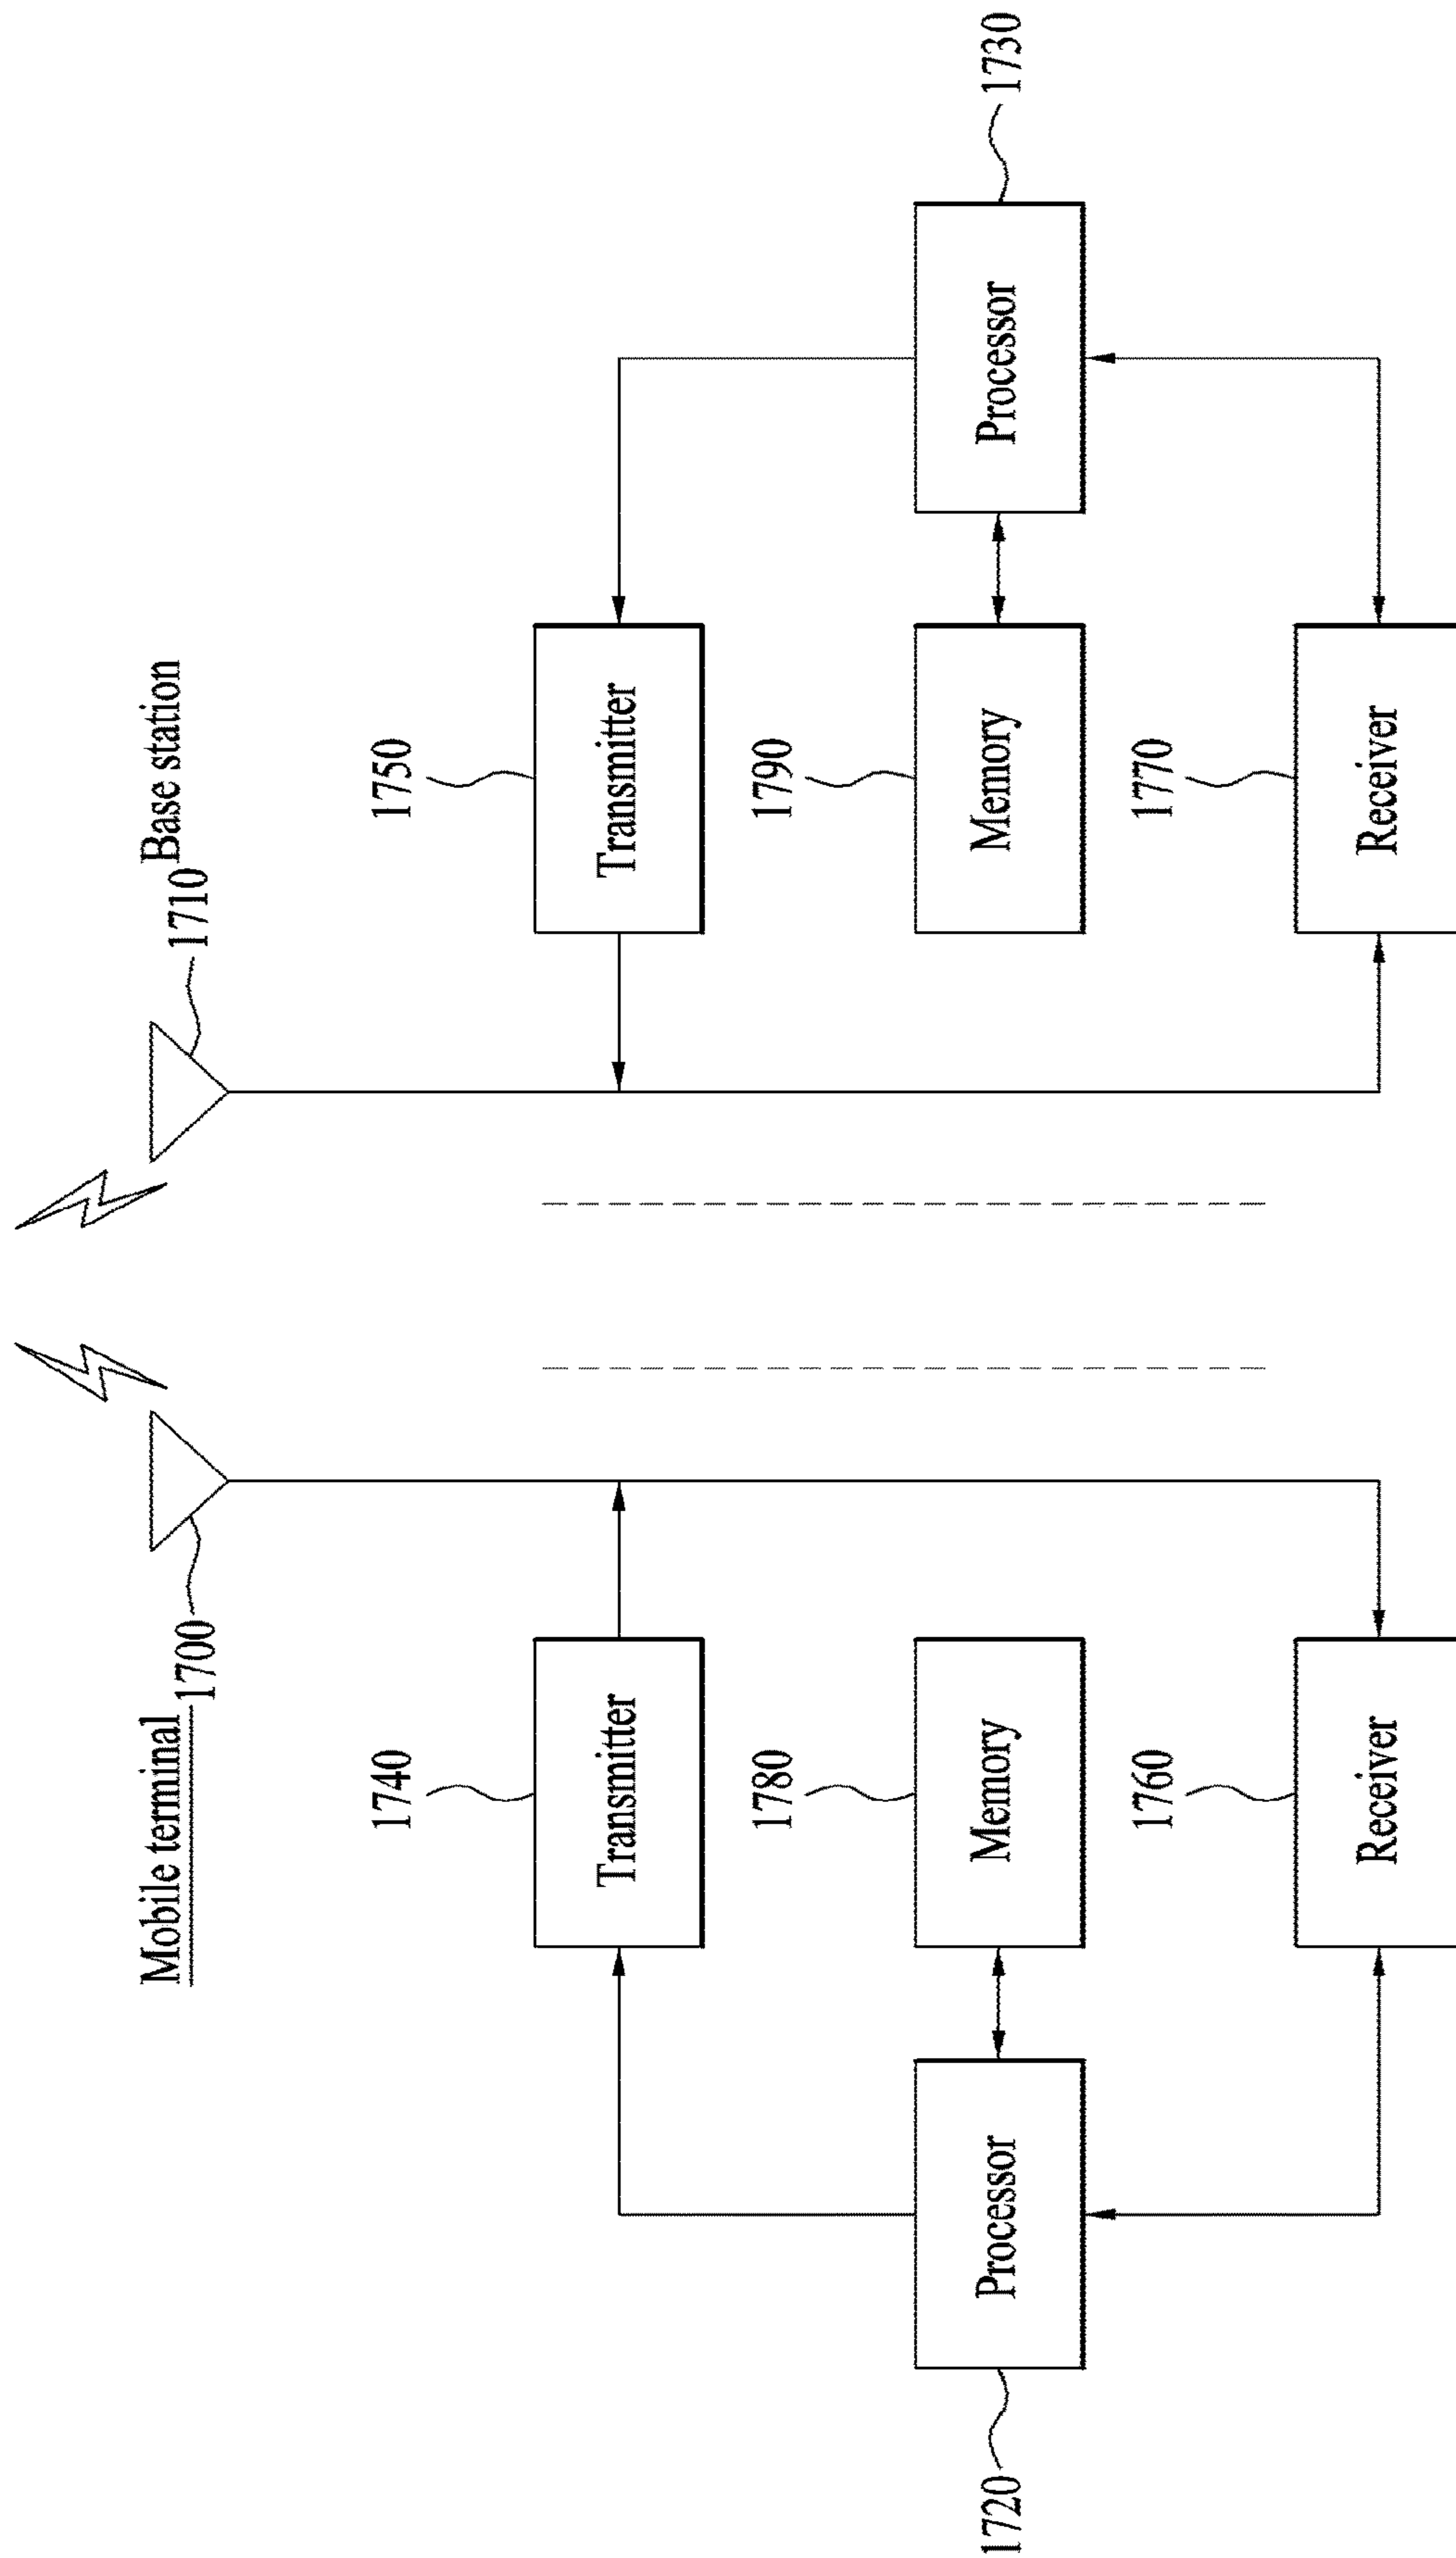 Mobile terminal
1700
1710
Base station
1740
Transmitter
1750
Transmitter
1720
Processor
1780
Memory
1790
Memory
Processor
1730
1760
Receiver
1770
Receiver